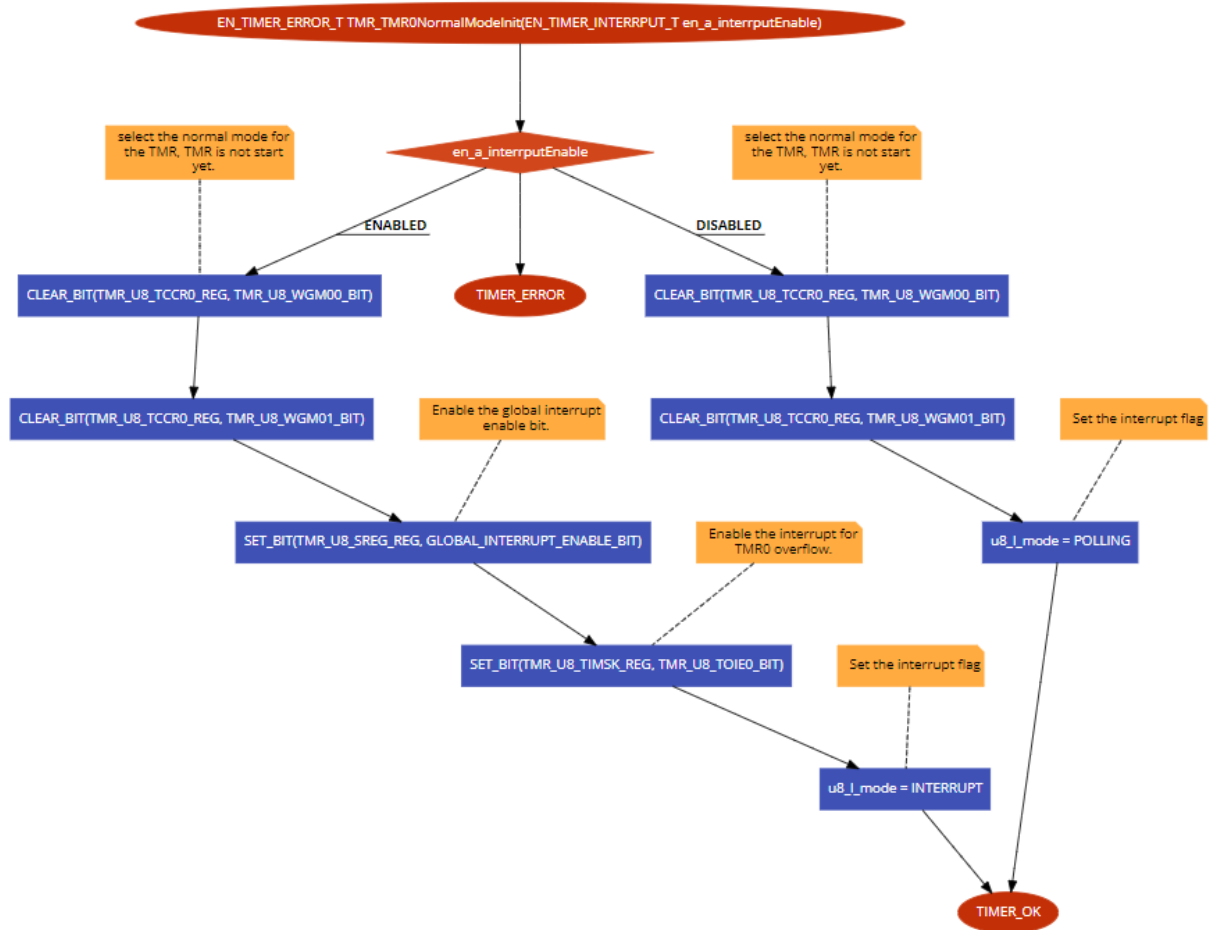 EN_TIMER_ERROR_T TMR_TMR0NormalModeInit(EN_TIMER_INTERRPUT_T en_a_interrputEnable)
select the normal mode for
the TMR, TMR is not start
yet.
en_a_interrputEnable
select the normal mode for
the TMR, TMR is not start
yet.
ENABLED
DISABLED
CLEAR_BIT(TMR_U8_TCCR0_REG, TMR_U8_WGM00_BIT)
TIMER_ERROR
CLEAR_BIT(TMR_U8_TCCR0_REG, TMR_U8_WGM00_BIT)
CLEAR_BIT(TMR_U8_TCCR0_REG, TMR_U8_WGM01_BIT)
Enable the global interrupt
enable bit.
CLEAR_BIT(TMR_U8_TCCR0_REG, TMR_U8_WGM01_BIT)
Set the interrupt flag
SET_BIT(TMR_U8_SREG_REG, GLOBAL_INTERRUPT_ENABLE_BIT)
Enable the interrupt for
TMR0 overflow.
u8_l_mode = POLLING
SET_BIT(TMR_U8_TIMSK_REG, TMR_U8_TOIE0_BIT)
Set the interrupt flag
u8_l_mode = INTERRUPT
TIMER_OK